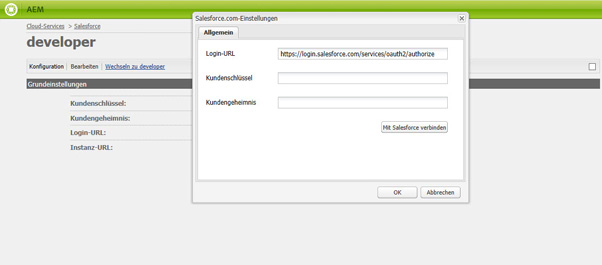 AEM
Cloud-Services > Salesforce
developer
Konfiguration | Bearbeiten | Wechseln zu developer
Grundeinstellungen
Kundenschlüssel:
Kundengeheimnis:
Login-URL:
Instanz-URL:
Salesforce.com-Einstellungen
Allgemein
Login-URL https://login.salesforce.com/services/oauth2/authorize
Kundenschlüssel
Kundengeheimnis
Mit Salesforce verbinden
OK Abbrechen